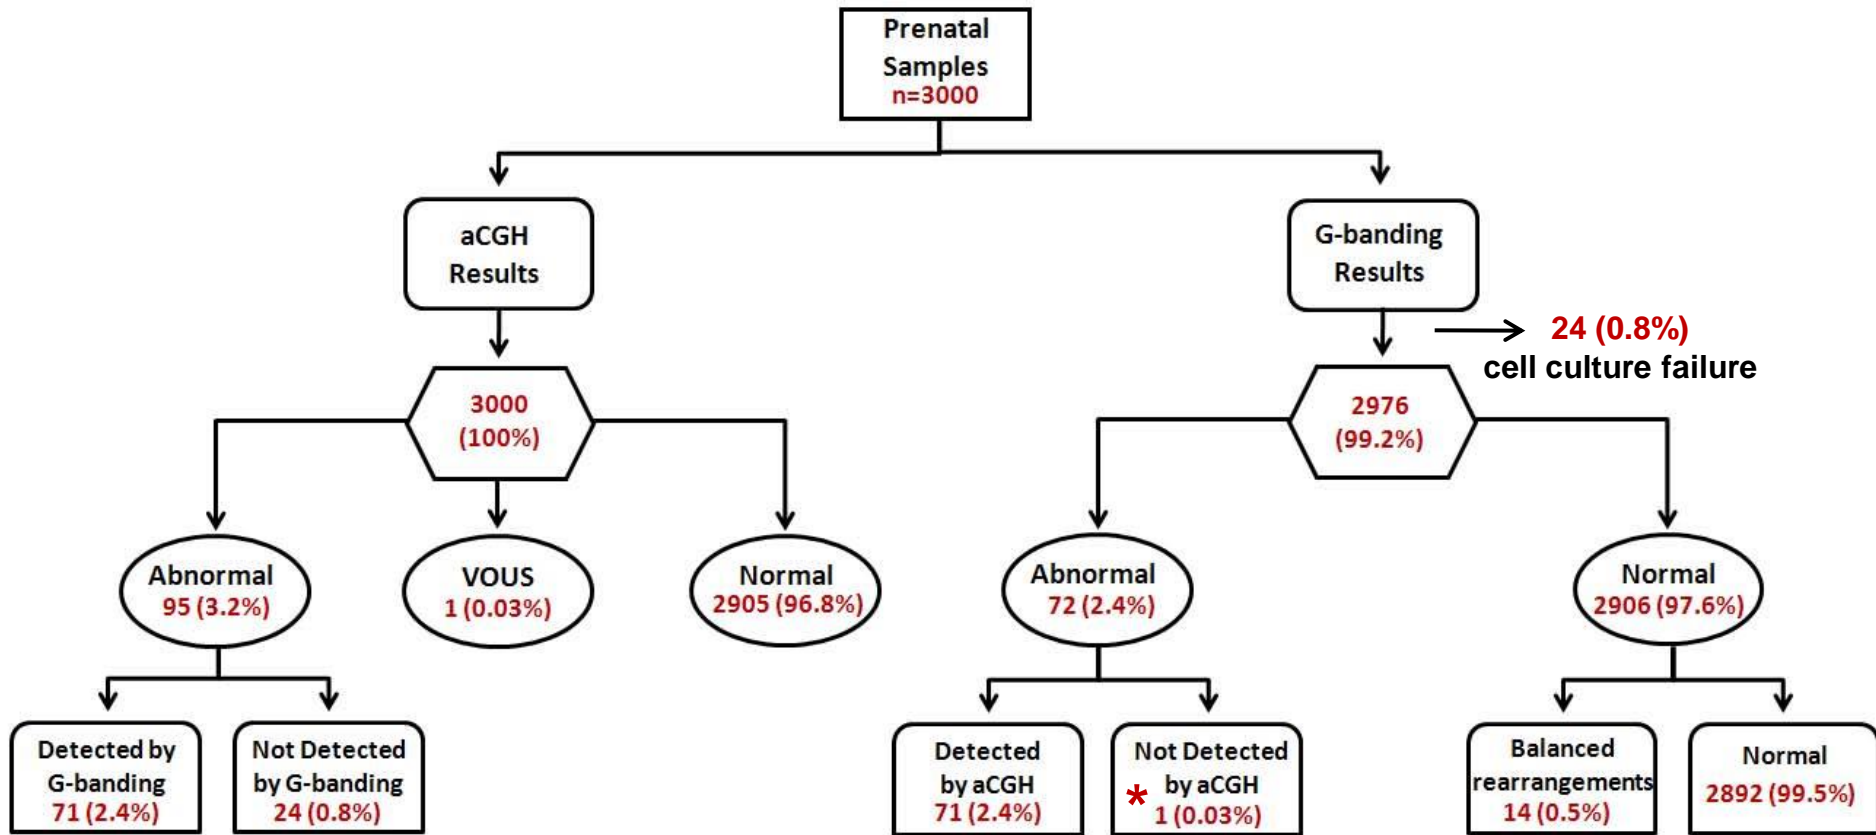 Prenatal
Samples
n=3000
aCGH
Results
G-banding
Results
24 (0.8%)
cell culture failure
3000
(100%)
2976
(99.2%)
Abnormal
95 (3.2%)
VOUS
1 (0.03%)
Normal
2905 (96.8%)
Abnormal
72 (2.4%)
Normal
2906 (97.6%)
Detected by
G-banding
71 (2.4%)
Not Detected
by G-banding
24 (0.8%)
Detected
by aCGH
71 (2.4%)
Not Detected
* by aCGH
1 (0.03%)
Balanced
rearrangements
14 (0.5%)
Normal
2892 (99.5%)